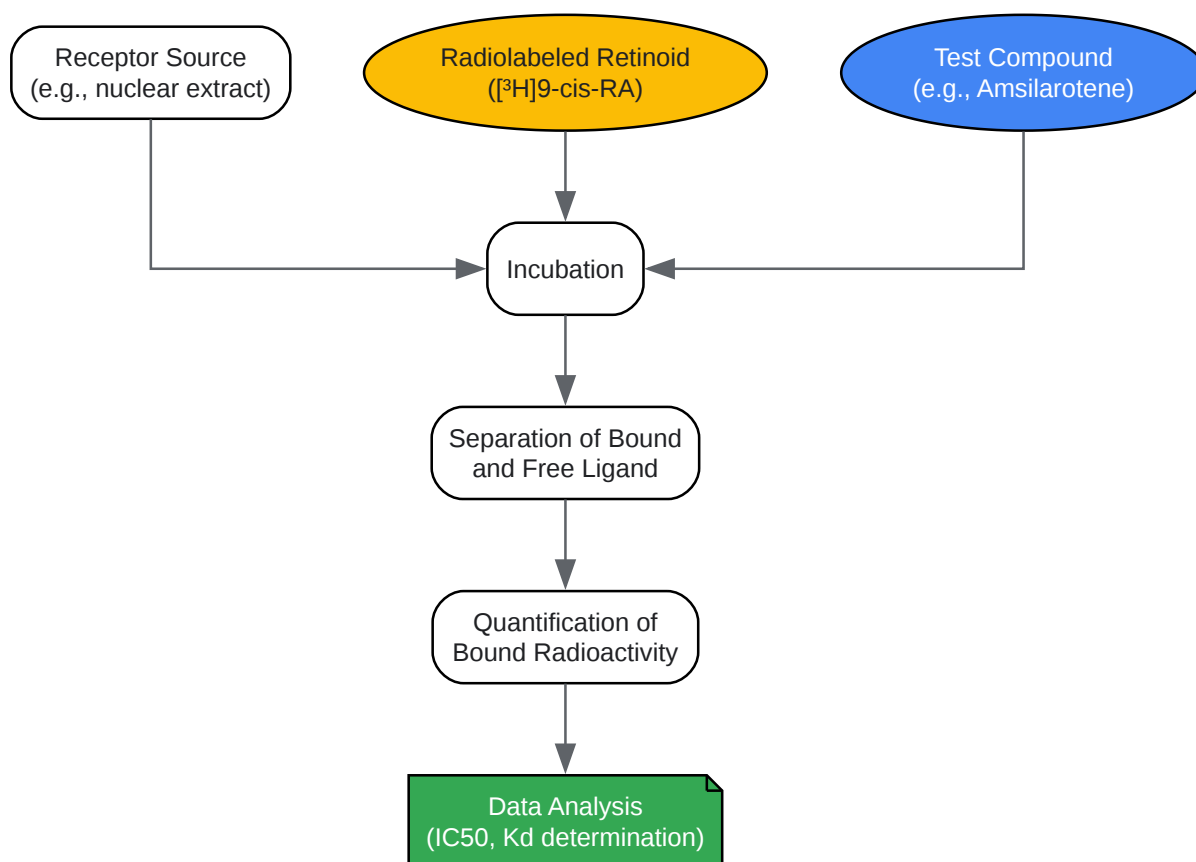 Receptor Source
(e.g., nuclear extract)
Radiolabeled Retinoid
([³H]9-cis-RA)
Test Compound
(e.g., Amsilarotene)
Incubation
Separation of Bound
and Free Ligand
Quantification of
Bound Radioactivity
Data Analysis
(IC50, Kd determination)